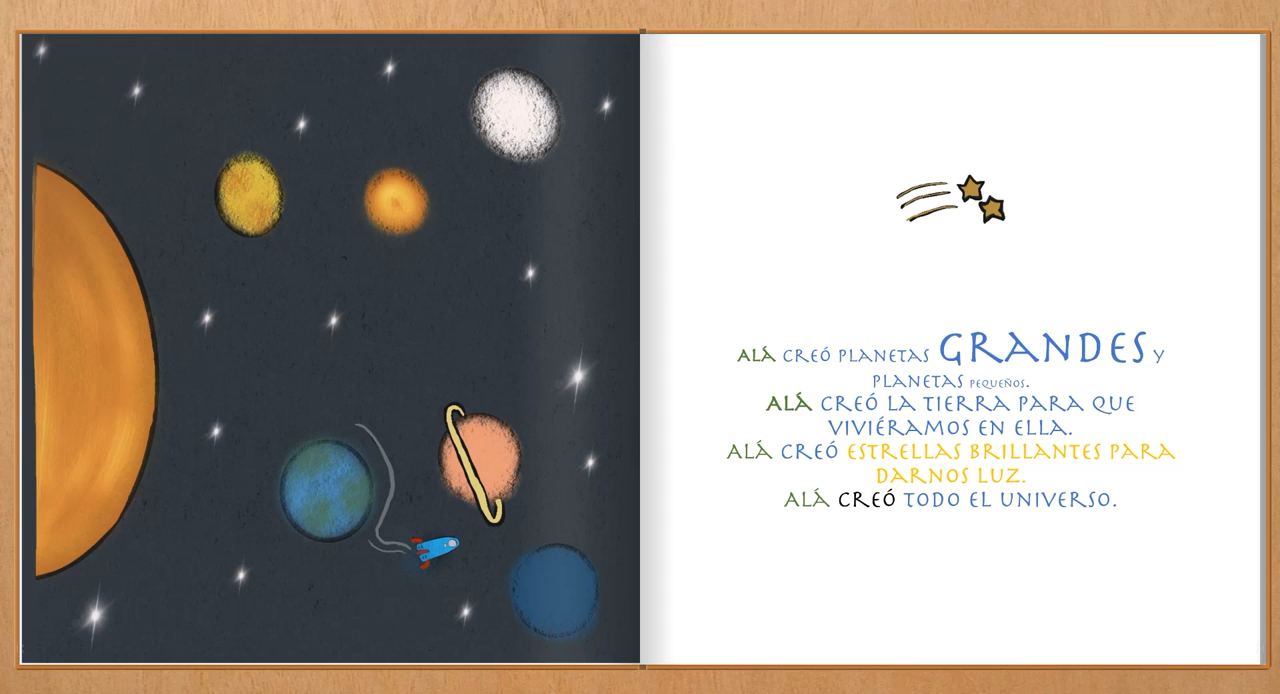 ALÁ CREÓ PLANETAS GRANDES Y
PLANETAS PEQUEÑOS.
ALÁ CREÓ LA TIERRA PARA QUE
VIVIÉRAMOS EN ELLA.
ALÁ CREÓ ESTRELLAS BRILLANTES PARA
DARNOS LUZ.
ALÁ CREÓ TODO EL UNIVERSO.